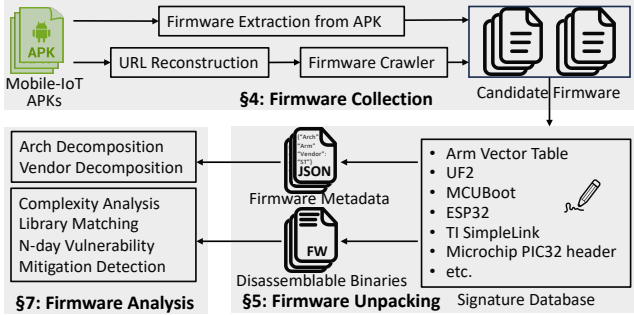 APK
Mobile-IoT
APKs
Firmware Extraction from APK
URL Reconstruction
Firmware Crawler
Candidate Firmware
§4: Firmware Collection
Arch Decomposition
Vendor Decomposition
Complexity Analysis
Library Matching
N-day Vulnerability
Mitigation Detection
§7: Firmware Analysis
{"Arch"
"Arm"
"Vendor":
"ST"}
JSON
Firmware Metadata
FW
Disassemblable Binaries
§5: Firmware Unpacking
• Arm Vector Table
• UF2
• MCUBoot
• ESP32
• TI SimpleLink
• Microchip PIC32 header
• etc.
Signature Database